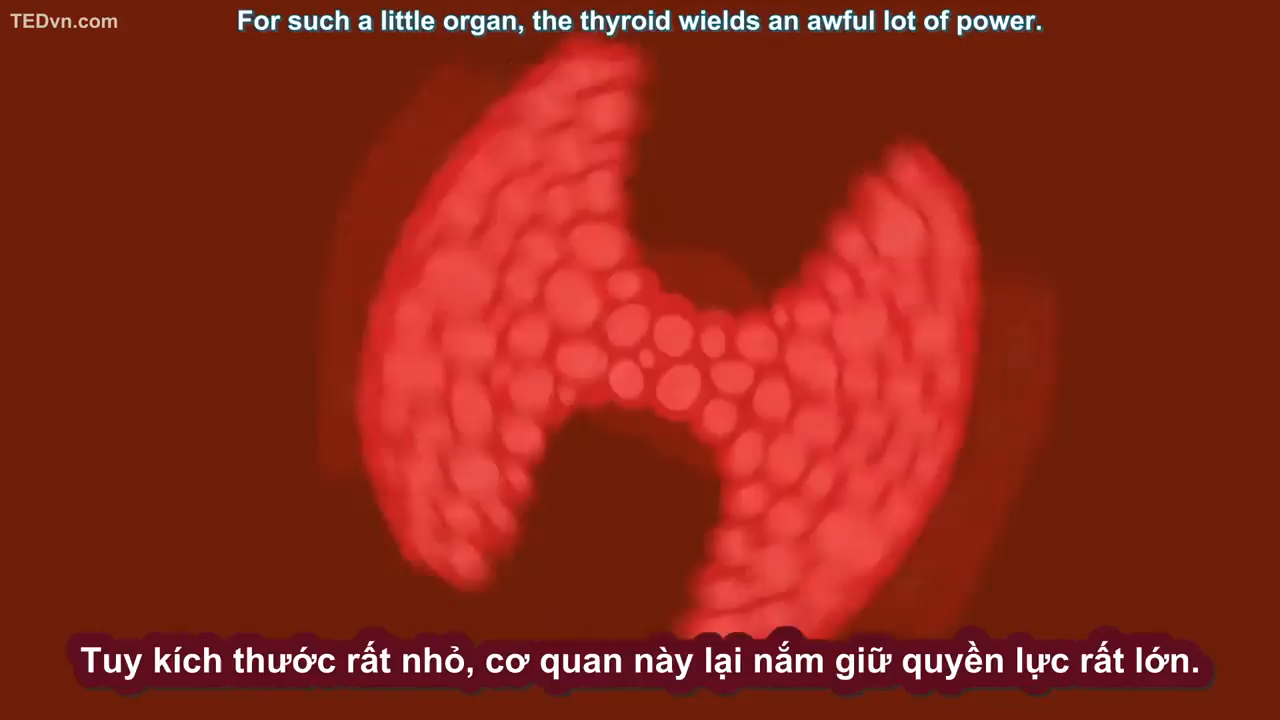 TEDvn.com
For such a little organ, the thyroid wields an awful lot of power.
Tuy kích thước rất nhỏ, cơ quan này lại nắm giữ quyền lực rất lớn.